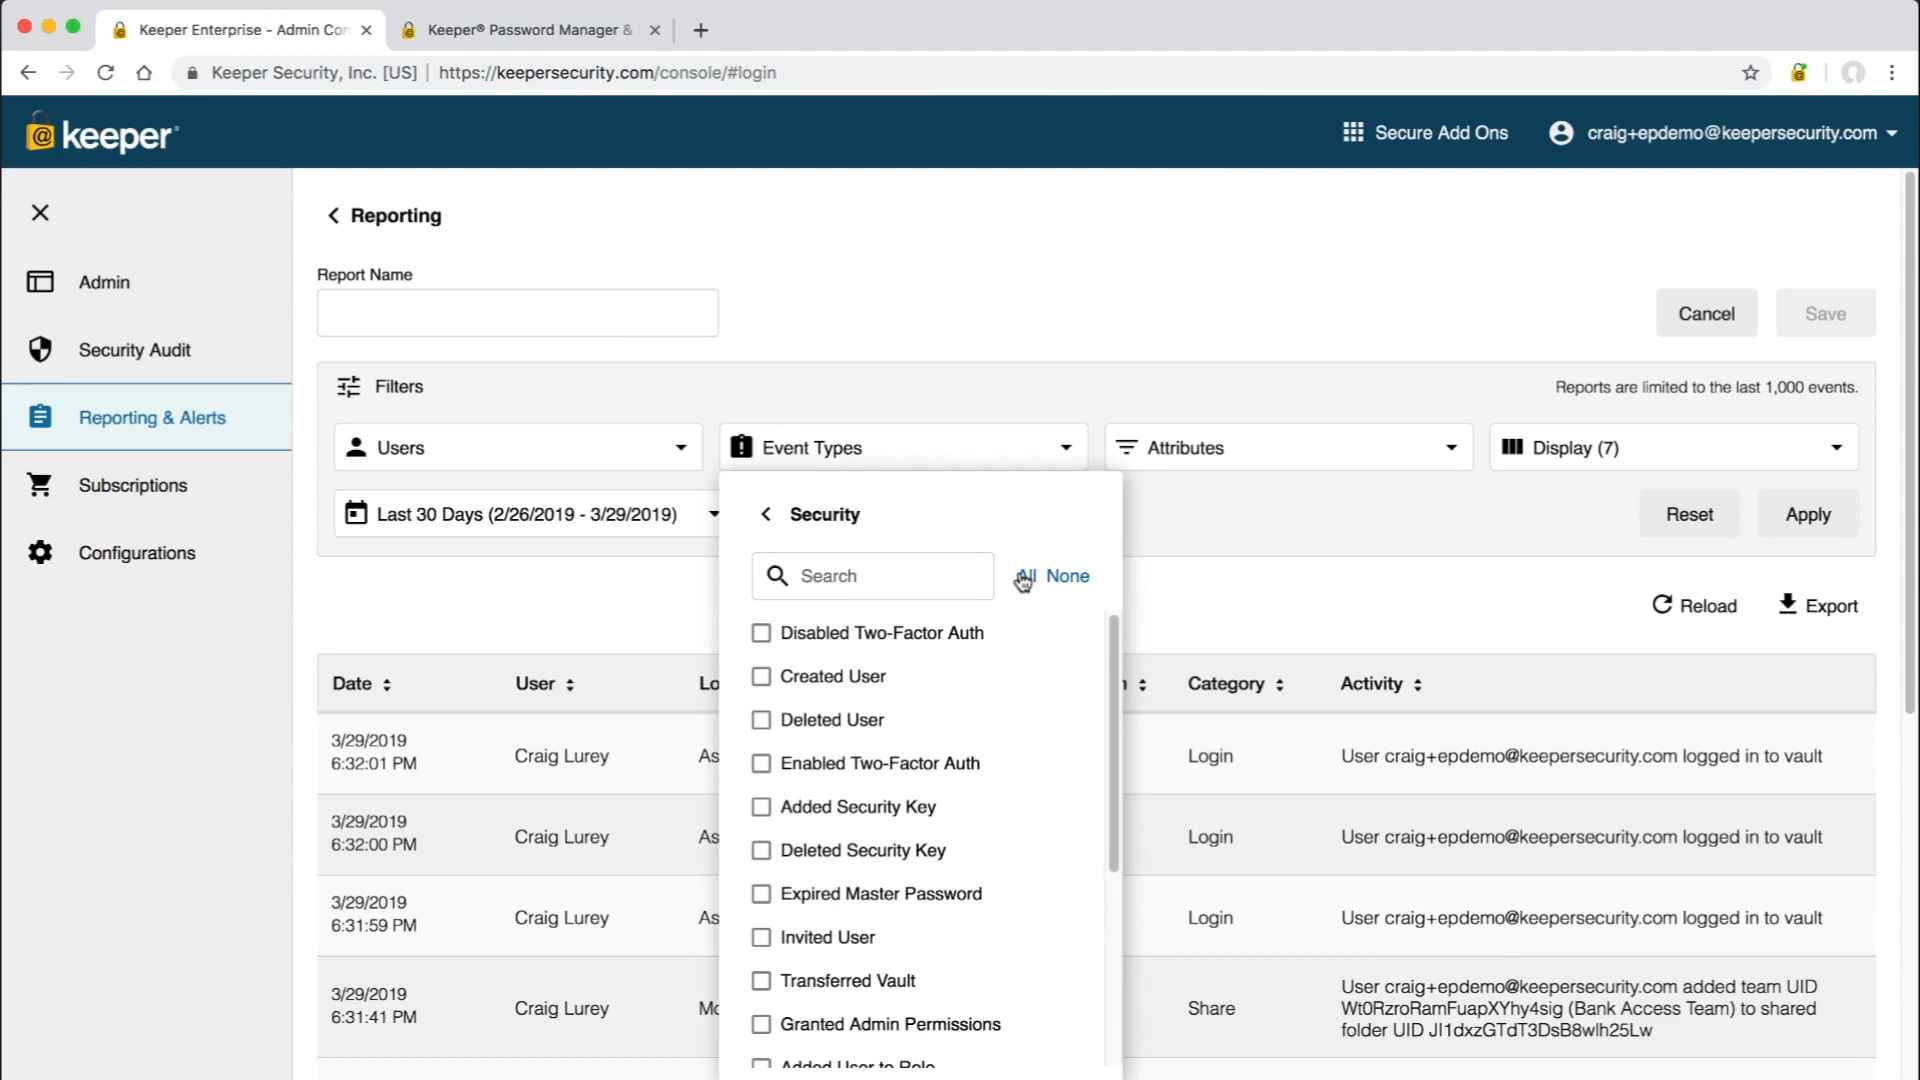 Keeper Enterprise - Admin Con
Keeper® Password Manager &
Keeper Security, Inc. [US] https://keepersecurity.com/console/#login
@ keeper
Secure Add Ons
craig+epdemo@keepersecurity.com
Reporting
Admin
Security Audit
Reporting & Alerts
Subscriptions
Configurations
Report Name
Cancel
Save
Filters
Reports are limited to the last 1,000 events.
Users
Event Types
Attributes
Display (7)
Last 30 Days (2/26/2019 - 3/29/2019)
Reset
Apply
Security
Search
All None
Disabled Two-Factor Auth
Created User
Deleted User
Enabled Two-Factor Auth
Added Security Key
Deleted Security Key
Expired Master Password
Invited User
Transferred Vault
Granted Admin Permissions
Added User to Role
Reload
Export
Date User Lo Category Activity
3/29/2019
6:32:01 PM
Craig Lurey As Login User craig+epdemo@keepersecurity.com logged in to vault
3/29/2019
6:32:00 PM
Craig Lurey As Login User craig+epdemo@keepersecurity.com logged in to vault
3/29/2019
6:31:59 PM
Craig Lurey As Login User craig+epdemo@keepersecurity.com logged in to vault
3/29/2019
6:31:41 PM
Craig Lurey Mo Share
User craig+epdemo@keepersecurity.com added team UID
Wt0RzroRamFuapXYhy4sig (Bank Access Team) to shared
folder UID JI1dxzGTdT3DsB8wlh25Lw